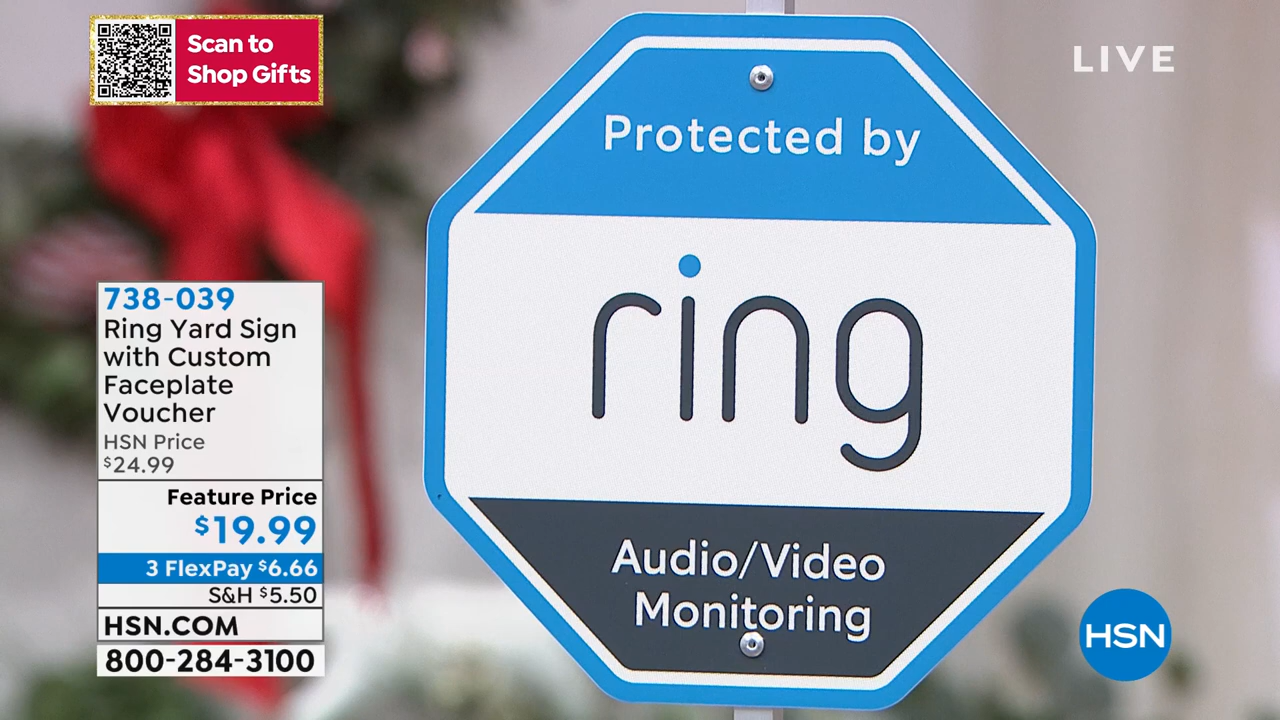 Scan to
Shop Gifts
LIVE
Protected by
ring
Audio/Video
Monitoring
738-039
Ring Yard Sign
with Custom
Faceplate
Voucher
HSN Price
$24.99
Feature Price
$19.99
3 FlexPay $6.66
S&H $5.50
HSN.COM
800-284-3100
HSN